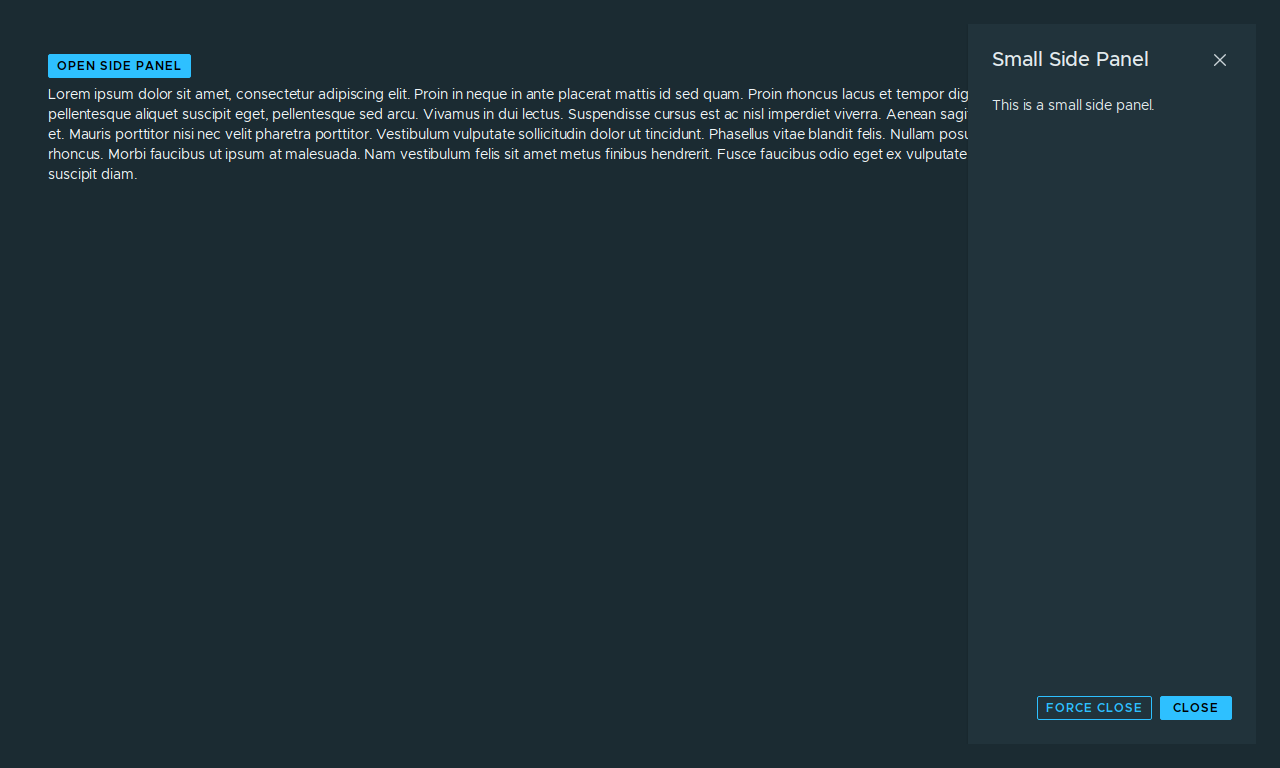 OPEN SIDE PANEL
Lorem ipsum dolor sit amet, consectetur adipiscing elit. Proin in neque in ante placerat mattis id sed quam. Proin rhoncus lacus et tempor dig
pellentesque aliquet suscipit eget, pellentesque sed arcu. Vivamus in dui lectus. Suspendisse cursus est ac nisl imperdiet viverra. Aenean sagi
et. Mauris porttitor nisi nec velit pharetra porttitor. Vestibulum vulputate sollicitudin dolor ut tincidunt. Phasellus vitae blandit felis. Nullam posu
rhoncus. Morbi faucibus ut ipsum at malesuada. Nam vestibulum felis sit amet metus finibus hendrerit. Fusce faucibus odio eget ex vulputate
suscipit diam.
Small Side Panel
This is a small side panel.
FORCE CLOSE
CLOSE